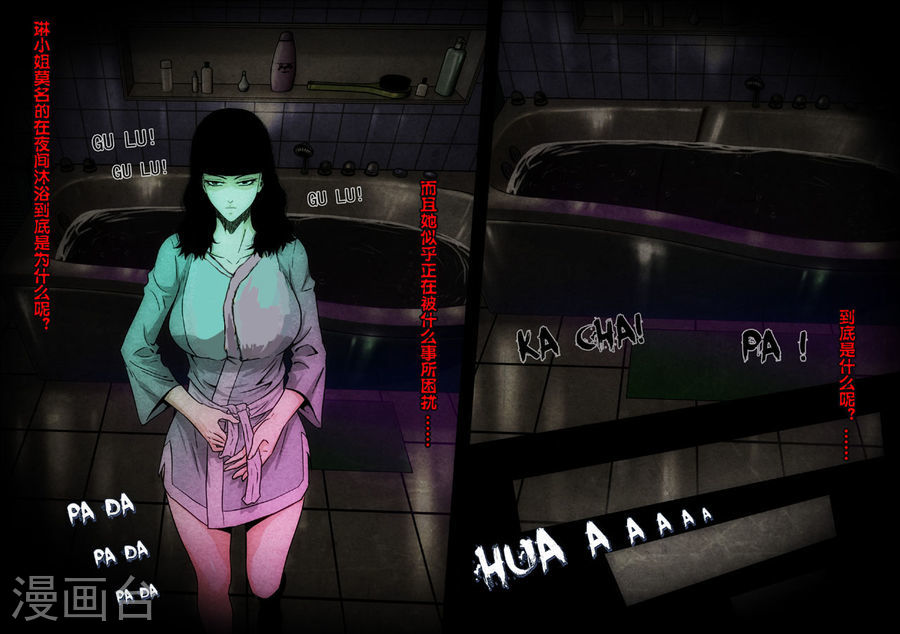 琳小姐莫名的在夜间沐浴到底是为什么呢？
GU LU!
GU LU!
GU LU!
而且她似乎正在被什么事所困扰……
PA DA
PA DA
PA DA
KA CHA!
PA !
到底是什么呢？……
HUA A A A A A
漫画台